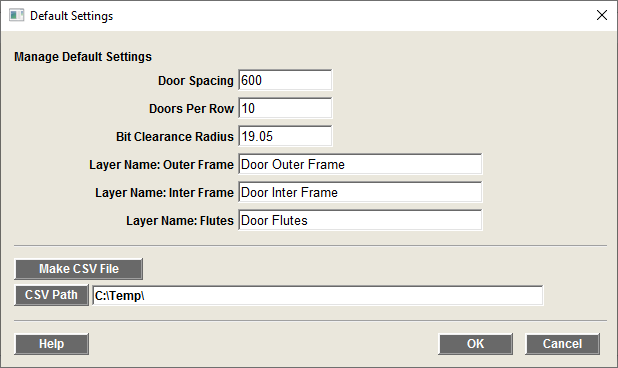 Default Settings
Manage Default Settings
Door Spacing 600
Doors Per Row 10
Bit Clearance Radius 19.05
Layer Name: Outer Frame Door Outer Frame
Layer Name: Inter Frame Door Inter Frame
Layer Name: Flutes Door Flutes
Make CSV File
CSV Path C:\Temp\
Help OK Cancel